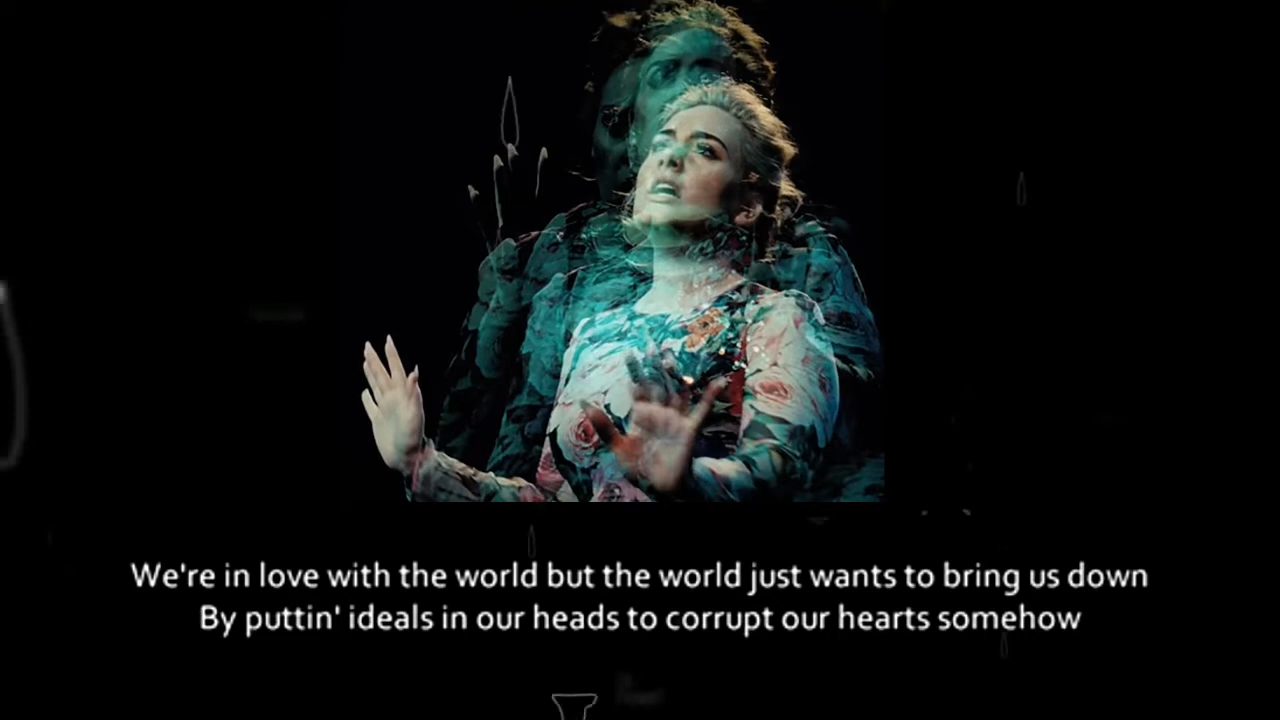 We're in love with the world but the world just wants to bring us down
By puttin' ideals in our heads to corrupt our hearts somehow